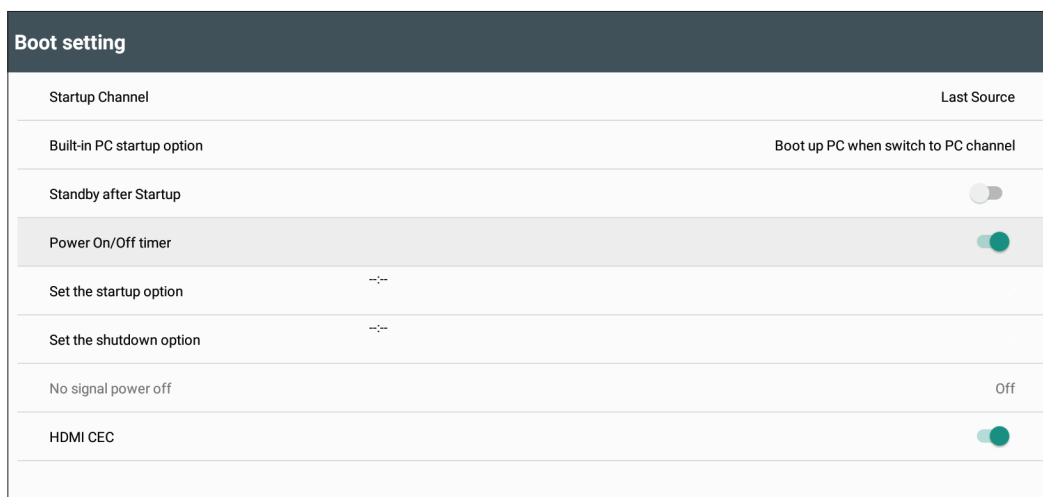 Boot setting
Startup Channel Last Source
Built-in PC startup option Boot up PC when switch to PC channel
Standby after Startup
Power On/Off timer
Set the startup option --:--
Set the shutdown option --:--
No signal power off Off
HDMI CEC